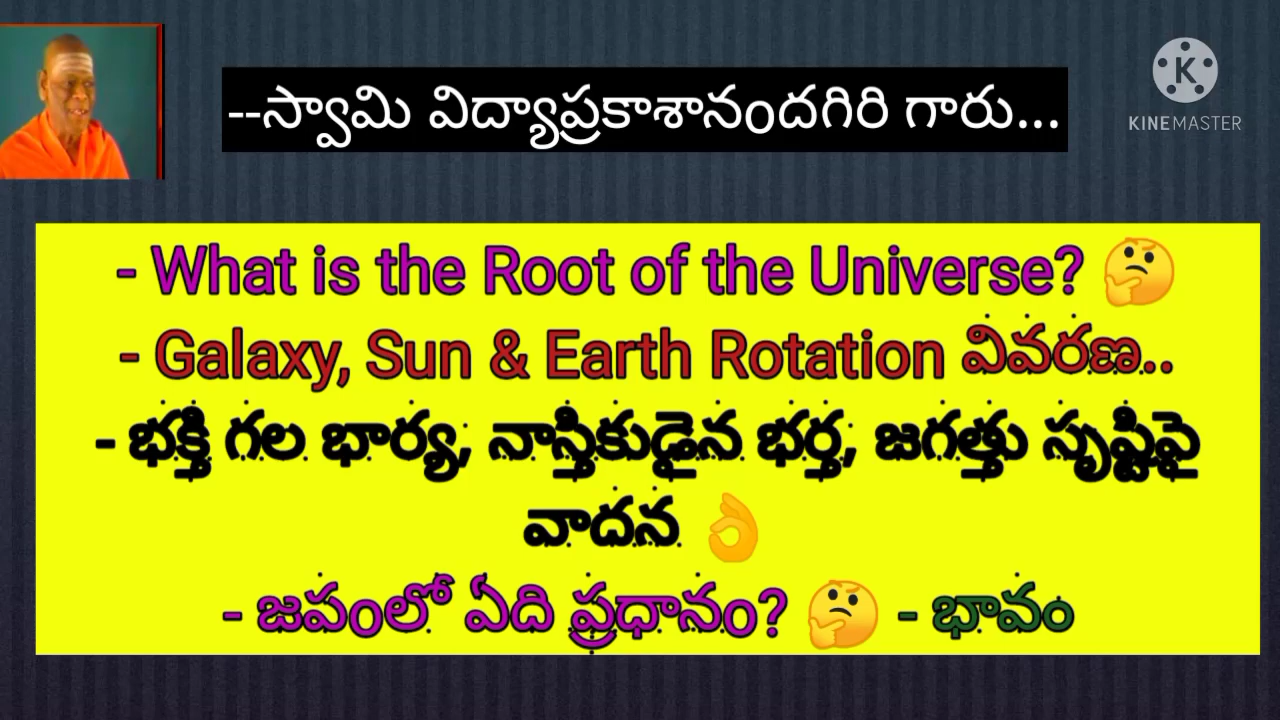 --స్వామి విద్యాప్రకాశానందగిరి గారు...
KINEMASTER
- What is the Root of the Universe? 🤔
- Galaxy, Sun & Earth Rotation వివరణ..
- భక్తి గల భార్య, నాస్తికుడైన భర్త, జగత్తు సృష్టిపై
వాదన 👌
- జపంలో ఏది ప్రధానం? 🤔 - భావం